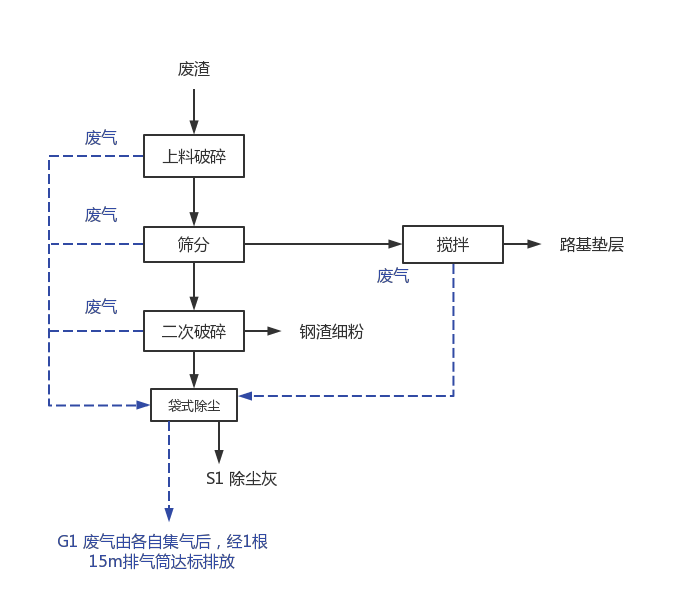 废渣
废气
上料破碎
废气
筛分
搅拌
路基垫层
废气
废气
二次破碎
钢渣细粉
袋式除尘
S1 除尘灰
G1 废气由各自集气后，经1根
15m排气筒达标排放